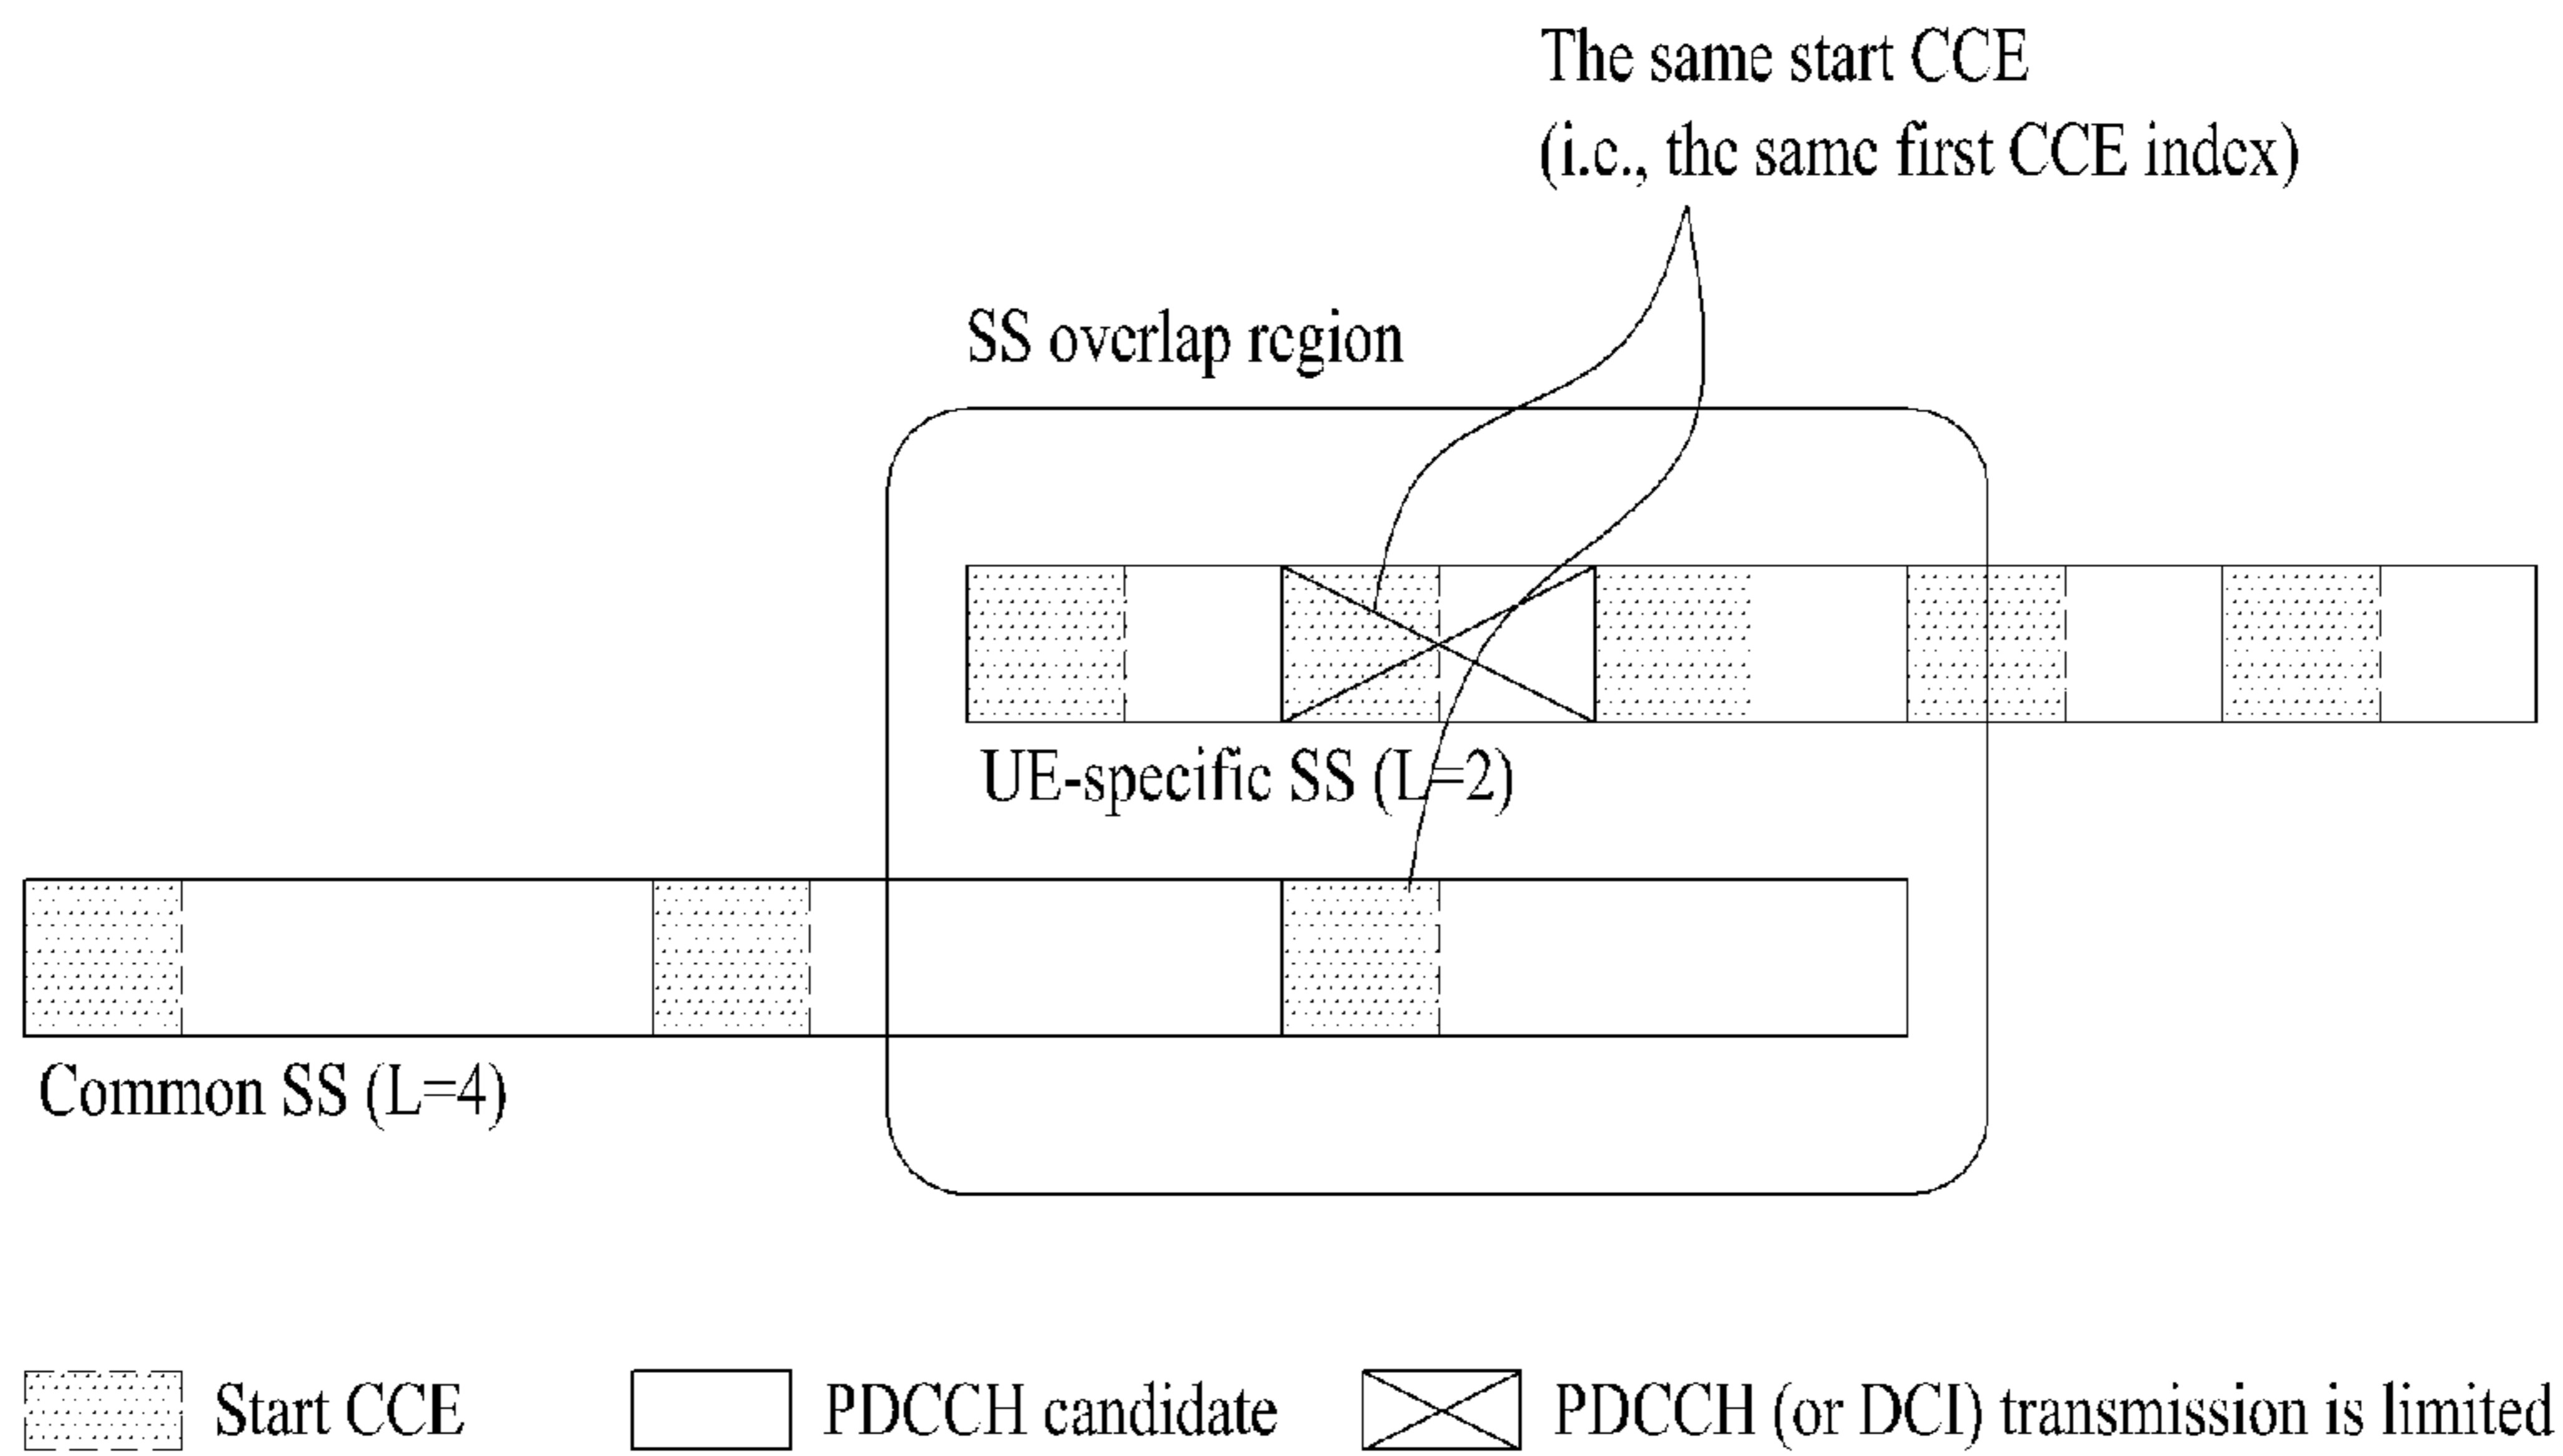 The same start CCE
(i.e., the same first CCE index)
SS overlap region
UE-specific SS (L=2)
Common SS (L=4)
Start CCE
PDCCH candidate
PDCCH (or DCI) transmission is limited